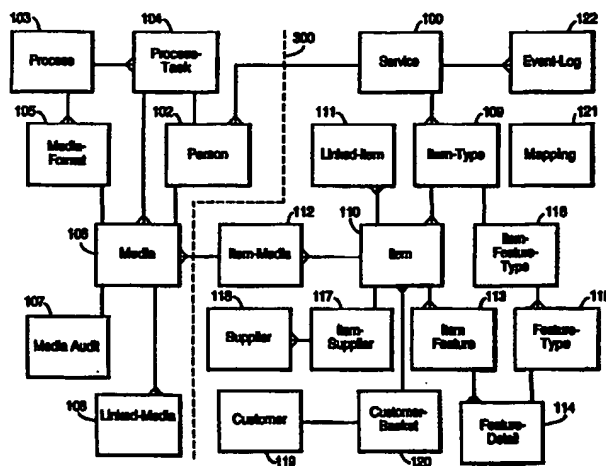 103
104
300
100
122
Process
Process-
Task
Service
Event-Log
105
102
111
109
121
Media-
Format
Person
Linked-Item
Item-Type
Mapping
106
112
110
116
Media
Item-Media
Item
Item-
Feature-
Type
107
118
117
113
115
Media Audit
Supplier
Item-
Supplier
Item
Feature
Feature-
Type
108
Linked-Media
Customer
Customer-
Basket
Feature-
Detail
114
119
120